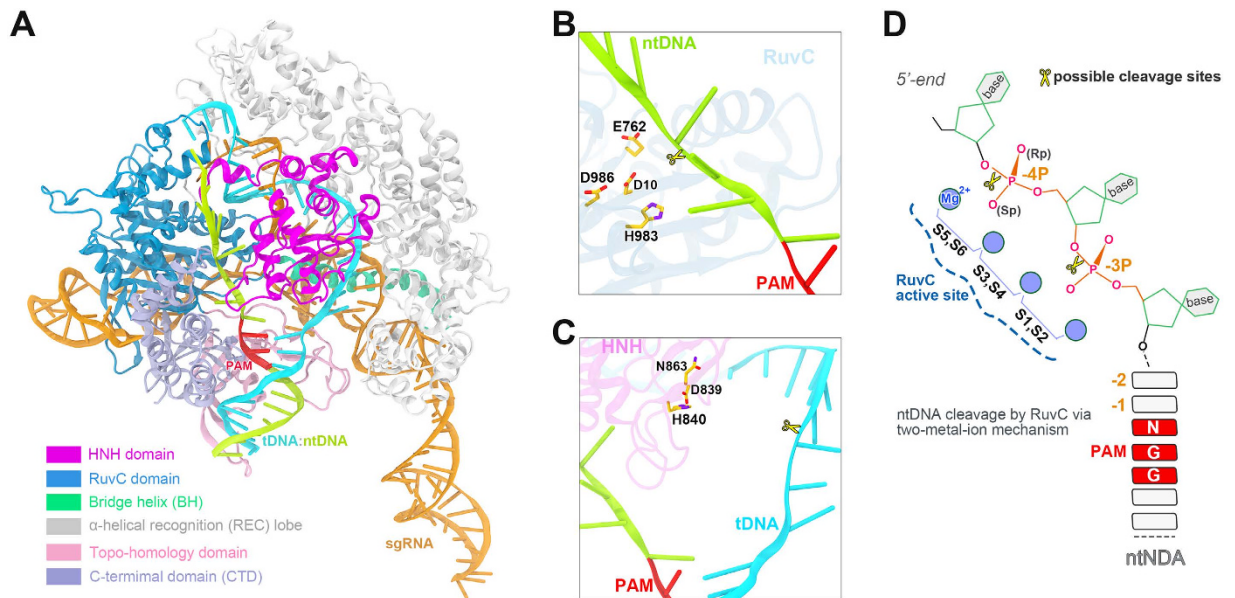 A
PAM
tDNA:ntDNA
sgRNA
HNH domain
RuvC domain
Bridge helix (BH)
α-helical recognition (REC) lobe
Topo-homology domain
C-termimal domain (CTD)
B
ntDNA
RuvC
E762
D986
D10
H983
PAM
C
HNH
N863
D839
H840
tDNA
PAM
D
5'-end
possible cleavage sites
base
O (Rp)
-4P
P
O
O
O
(Sp)
Mg2+
base
S5,S6
O
O
-3P
P
O
O
S3,S4
RuvC
active site
S1,S2
base
O
-2
-1
ntDNA cleavage by RuvC via
two-metal-ion mechanism
N
PAM G
G
ntNDA